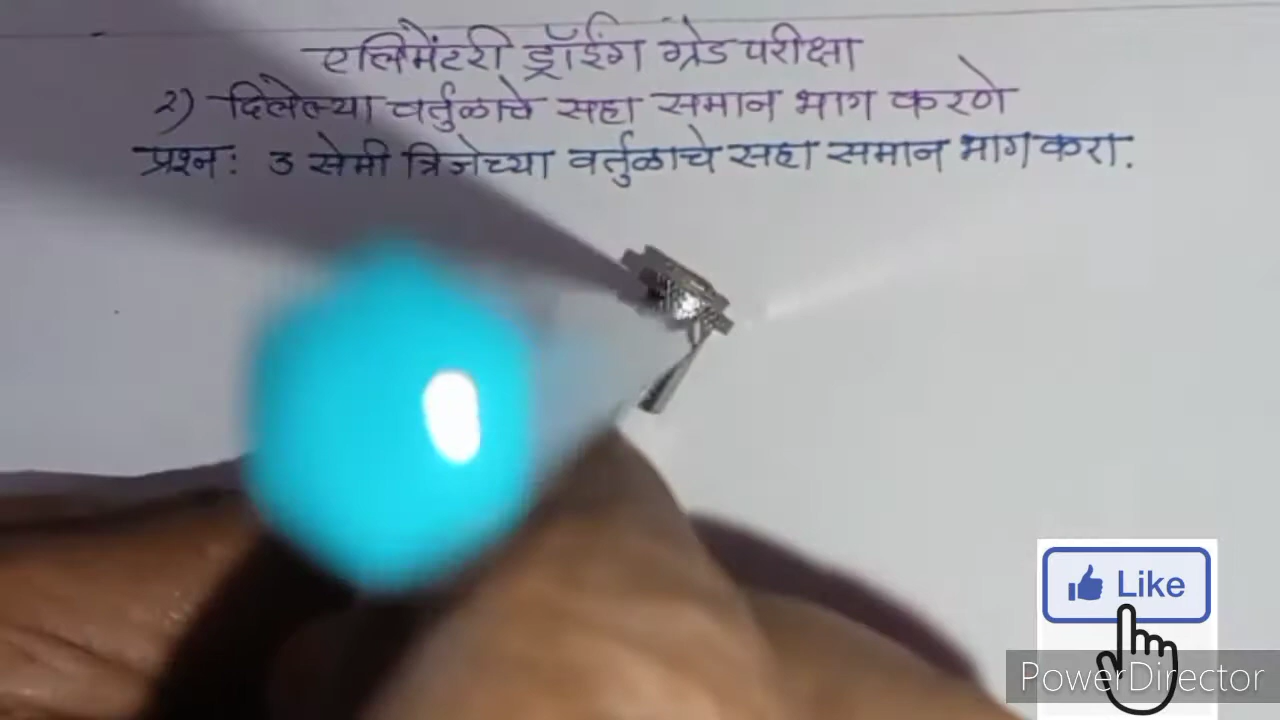 एलिमेंटरी ड्रॉईंग ग्रेड परीक्षा
२) दिलेल्या वर्तुळाचे सहा समान भाग करणे
प्रश्न: ३ सेमी त्रिजेच्या वर्तुळाचे सहा समान भाग करा.
Like
PowerDirector